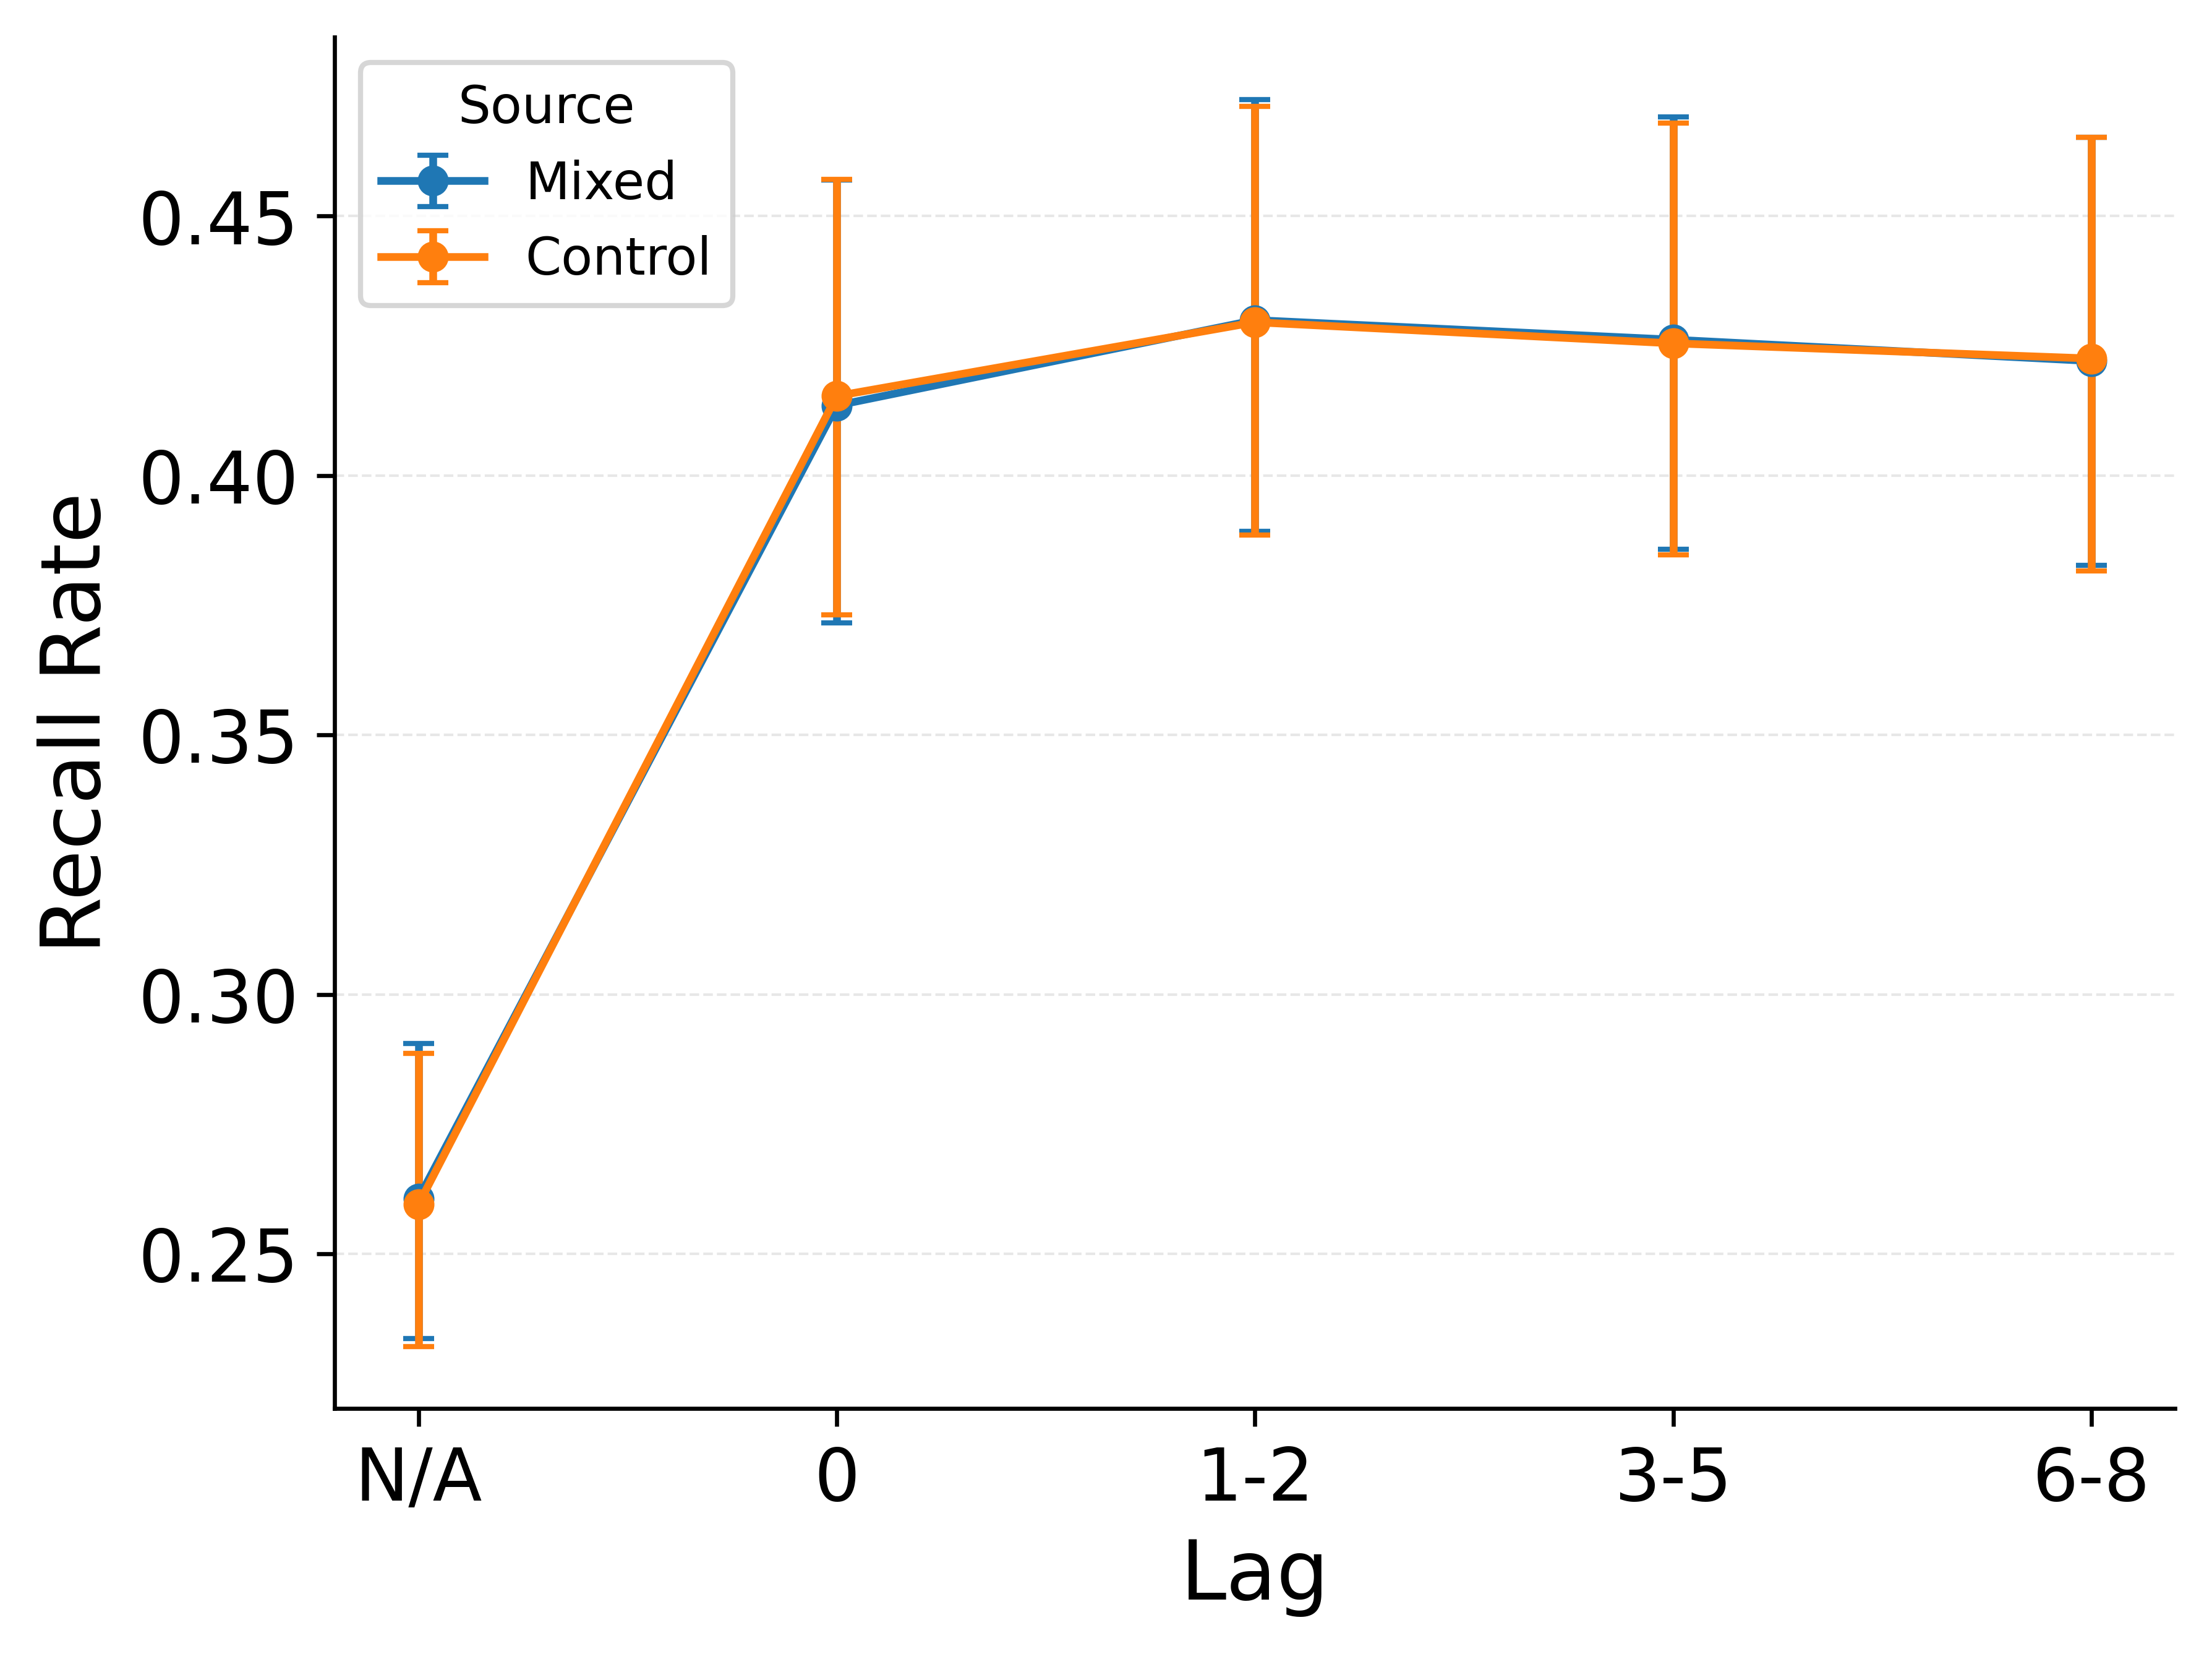 Source
Mixed
Control
0.45
0.40
0.35
0.30
0.25
Recall Rate
N/A 0 1-2 3-5 6-8
Lag